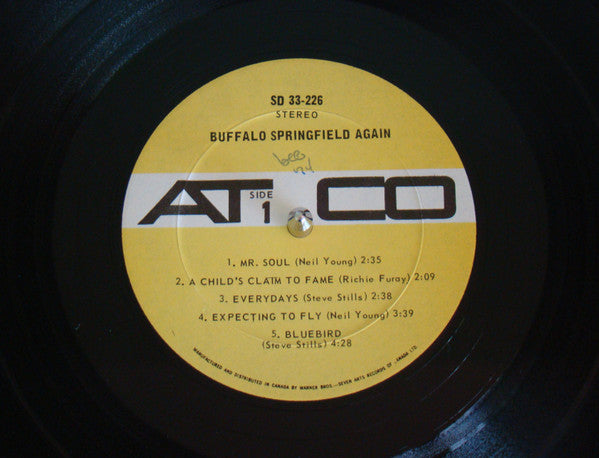 SD 33-226
STEREO
BUFFALO SPRINGFIELD AGAIN
ATCO
SIDE
1
1. MR. SOUL (Neil Young) 2:35
2. A CHILD'S CLAIM TO FAME (Richie Furay) 2:09
3. EVERYDAYS (Steve Stills) 2:38
4. EXPECTING TO FLY (Neil Young) 3:39
5. BLUEBIRD
(Steve Stills) 4:28
MANUFACTURED AND DISTRIBUTED IN CANADA BY WARNER BROS.—SEVEN ARTS RECORDS OF CANADA LTD.